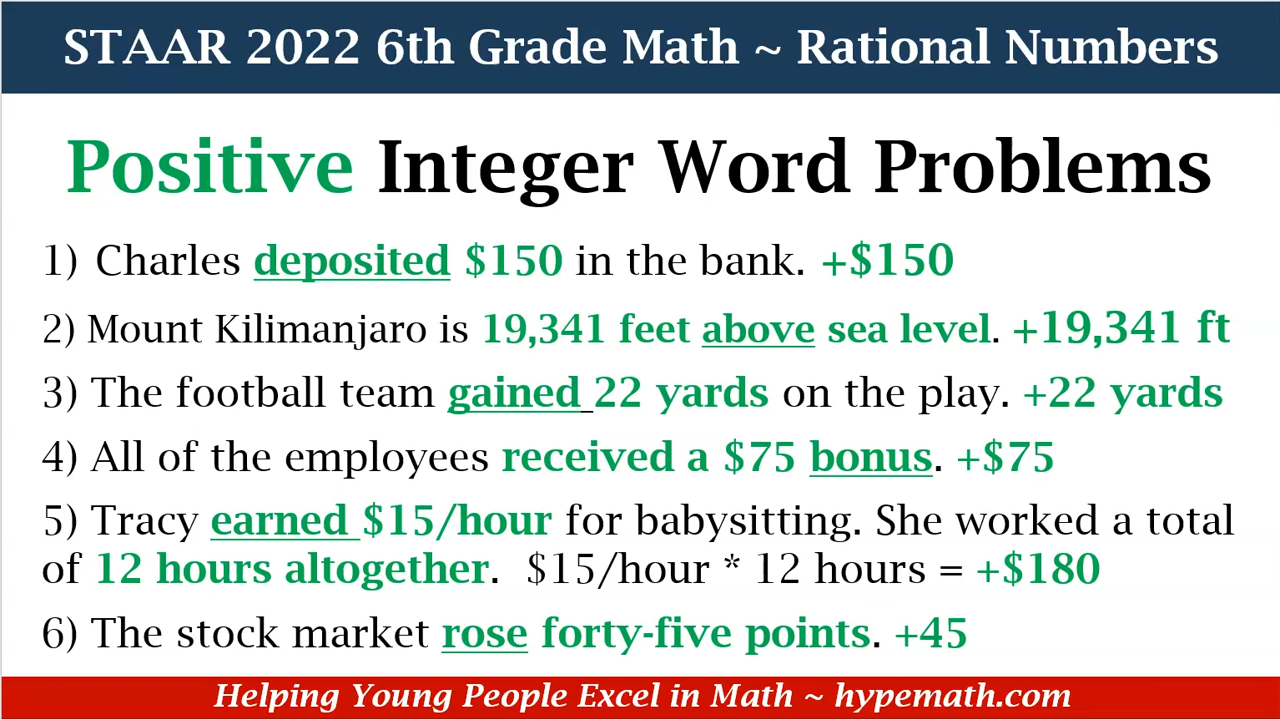 STAAR 2022 6th Grade Math ~ Rational Numbers
Positive Integer Word Problems
1) Charles deposited $150 in the bank. +$150
2) Mount Kilimanjaro is 19,341 feet above sea level. +19,341 ft
3) The football team gained 22 yards on the play. +22 yards
4) All of the employees received a $75 bonus. +$75
5) Tracy earned $15/hour for babysitting. She worked a total
of 12 hours altogether. $15/hour * 12 hours = +$180
6) The stock market rose forty-five points. +45
Helping Young People Excel in Math ~ hypemath.com